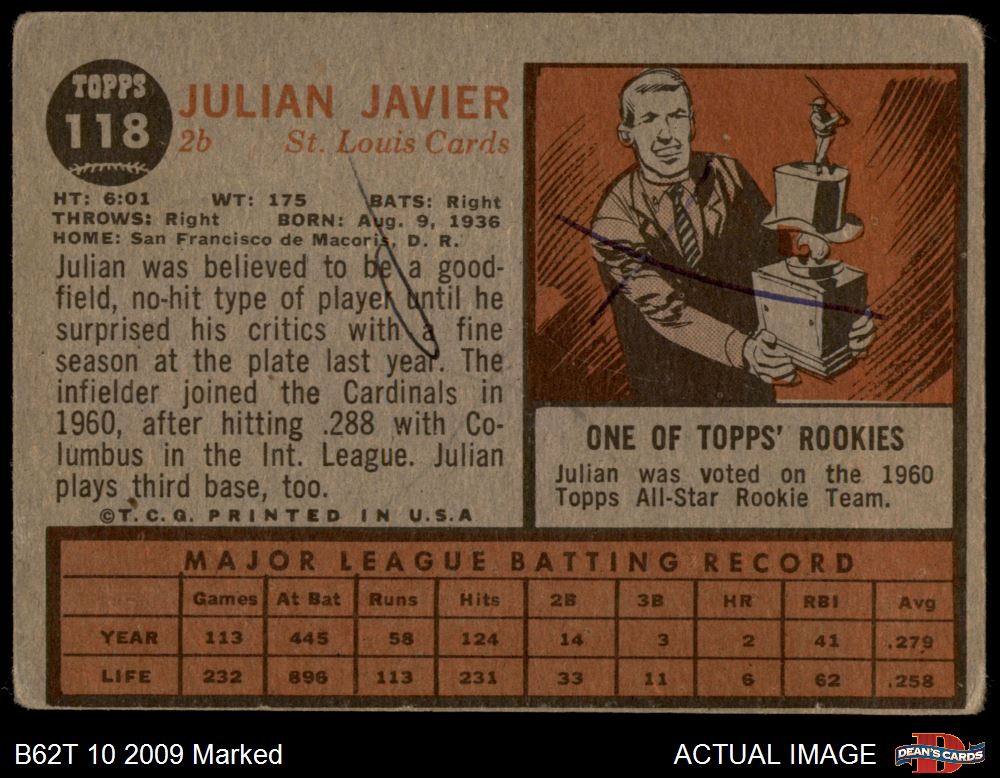 TOPPS
118
JULIAN JAVIER
2b St. Louis Cards
HT: 6:01 WT: 175 BATS: Right
THROWS: Right BORN: Aug. 9, 1936
HOME: San Francisco de Macoris, D. R.
Julian was believed to be a good-
field, no-hit type of player until he
surprised his critics with a fine
season at the plate last year. The
infielder joined the Cardinals in
1960, after hitting .288 with Co-
lumbus in the Int. League. Julian
plays third base, too.
©T. C. G. PRINTED IN U.S.A
ONE OF TOPPS' ROOKIES
Julian was voted on the 1960
Topps All-Star Rookie Team.
MAJOR LEAGUE BATTING RECORD
Games At Bat Runs Hits 2B 3B HR RBI Avg
YEAR 113 445 58 124 14 3 2 41 .279
LIFE 232 896 113 231 33 11 6 62 .258
B62T 10 2009 Marked
ACTUAL IMAGE
DEAN'S CARDS